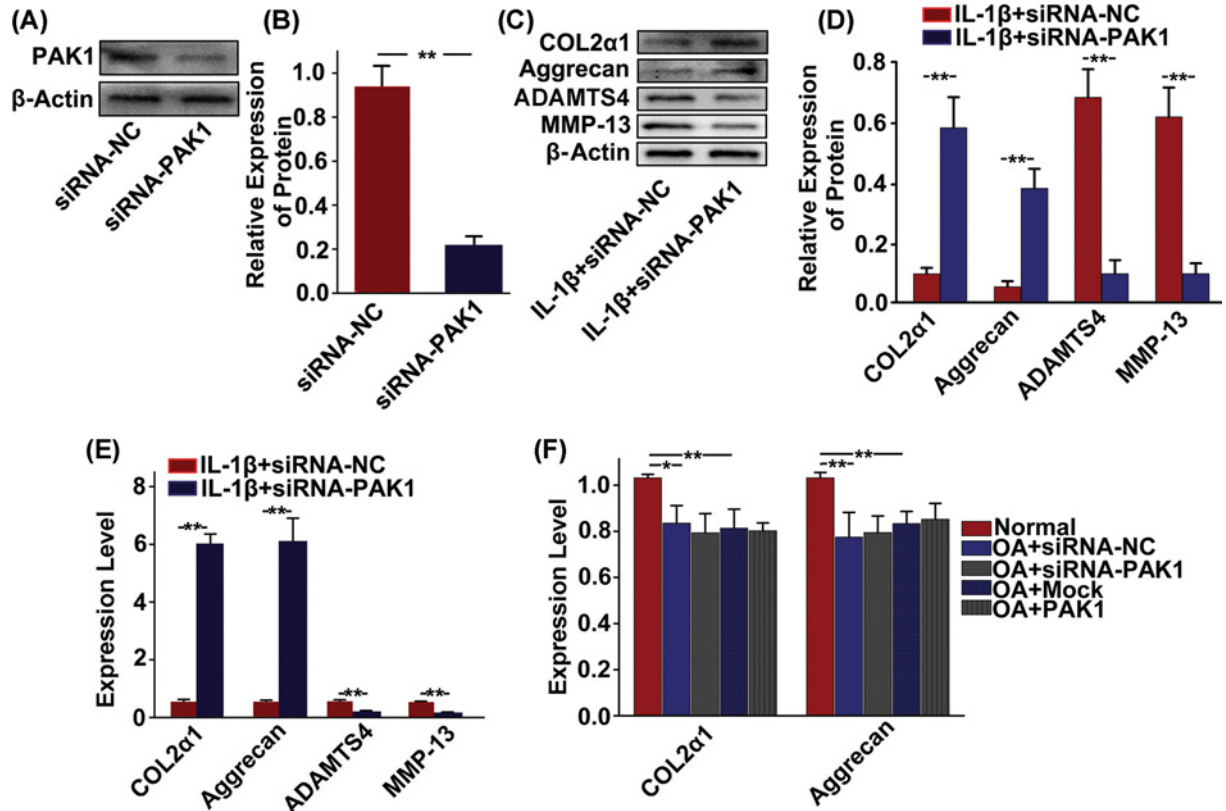 (A)
PAK1
β-Actin
siRNA-NC
siRNA-PAK1
(B)
Relative Expression
of Protein
1.0
0.8
0.6
0.4
0.2
0.0
**
siRNA-NC
siRNA-PAK1
(C)
COL2α1
Aggrecan
ADAMTS4
MMP-13
β-Actin
IL-1β+siRNA-NC
IL-1β+siRNA-PAK1
(D)
IL-1β+siRNA-NC
IL-1β+siRNA-PAK1
Relative Expression
of Protein
0.8
0.6
0.4
0.2
0.0
**
**
**
**
COL2α1
Aggrecan
ADAMTS4
MMP-13
(E)
IL-1β+siRNA-NC
IL-1β+siRNA-PAK1
Expression Level
8
6
4
2
0
**
**
**
**
COL2α1
Aggrecan
ADAMTS4
MMP-13
(F)
Expression Level
1.0
0.8
0.6
0.4
0.2
0.0
**
*
**
**
COL2α1
Aggrecan
Normal
OA+siRNA-NC
OA+siRNA-PAK1
OA+Mock
OA+PAK1